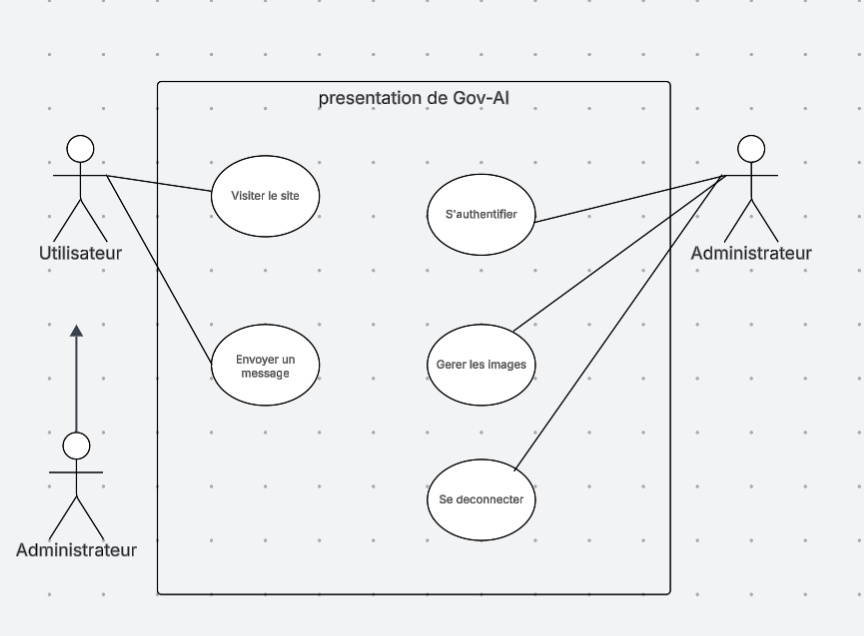 presentation de Gov-AI
Visiter le site
S'authentifier
Utilisateur
Administrateur
Envoyer un
message
Gerer les images
Se deconnecter
Administrateur